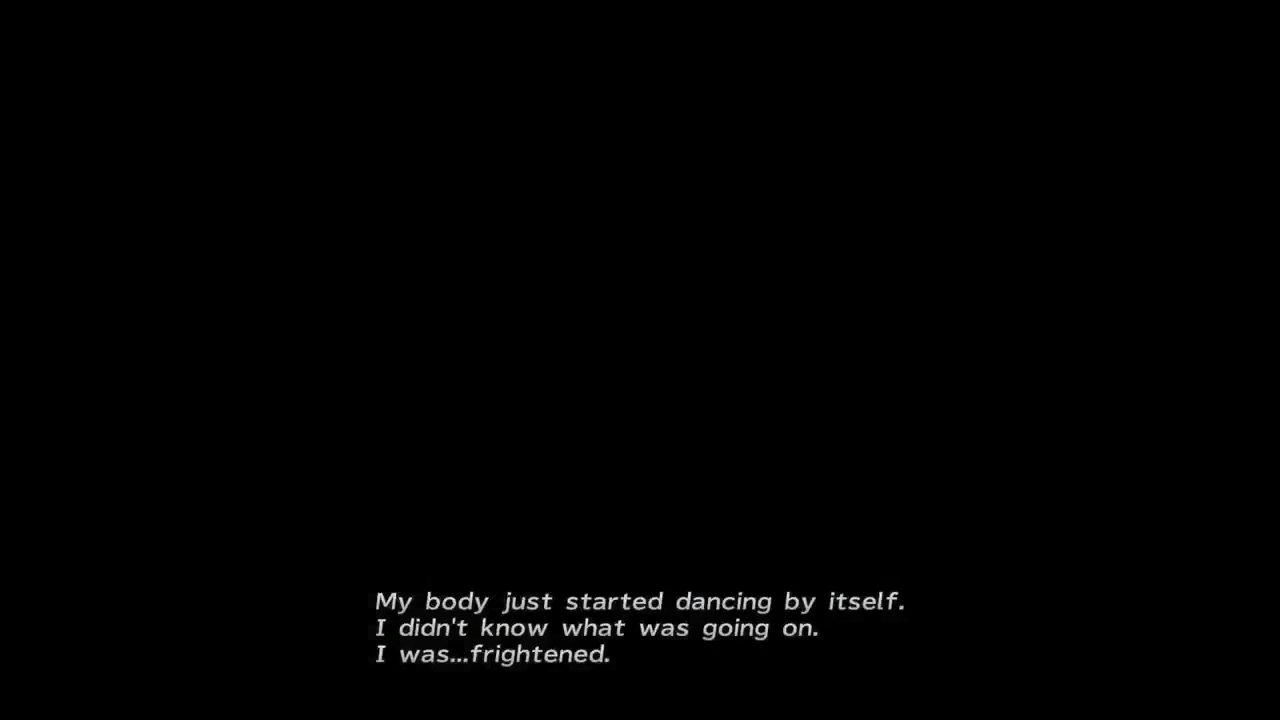 My body just started dancing by itself.
I didn't know what was going on.
I was...frightened.